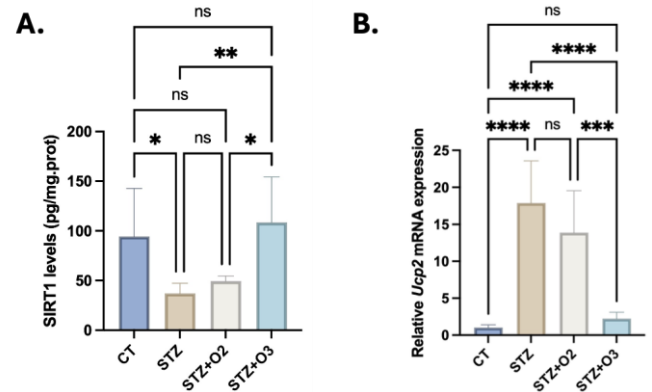 A.
ns
**
ns
*
ns
*
SIRT1 levels (pg/mg.prot)
200
150
100
50
0
CT
STZ
STZ+O2
STZ+O3
B.
ns
****
****
****
ns
***
Relative Ucp2 mRNA expression
25
20
15
10
5
0
CT
STZ
STZ+O2
STZ+O3